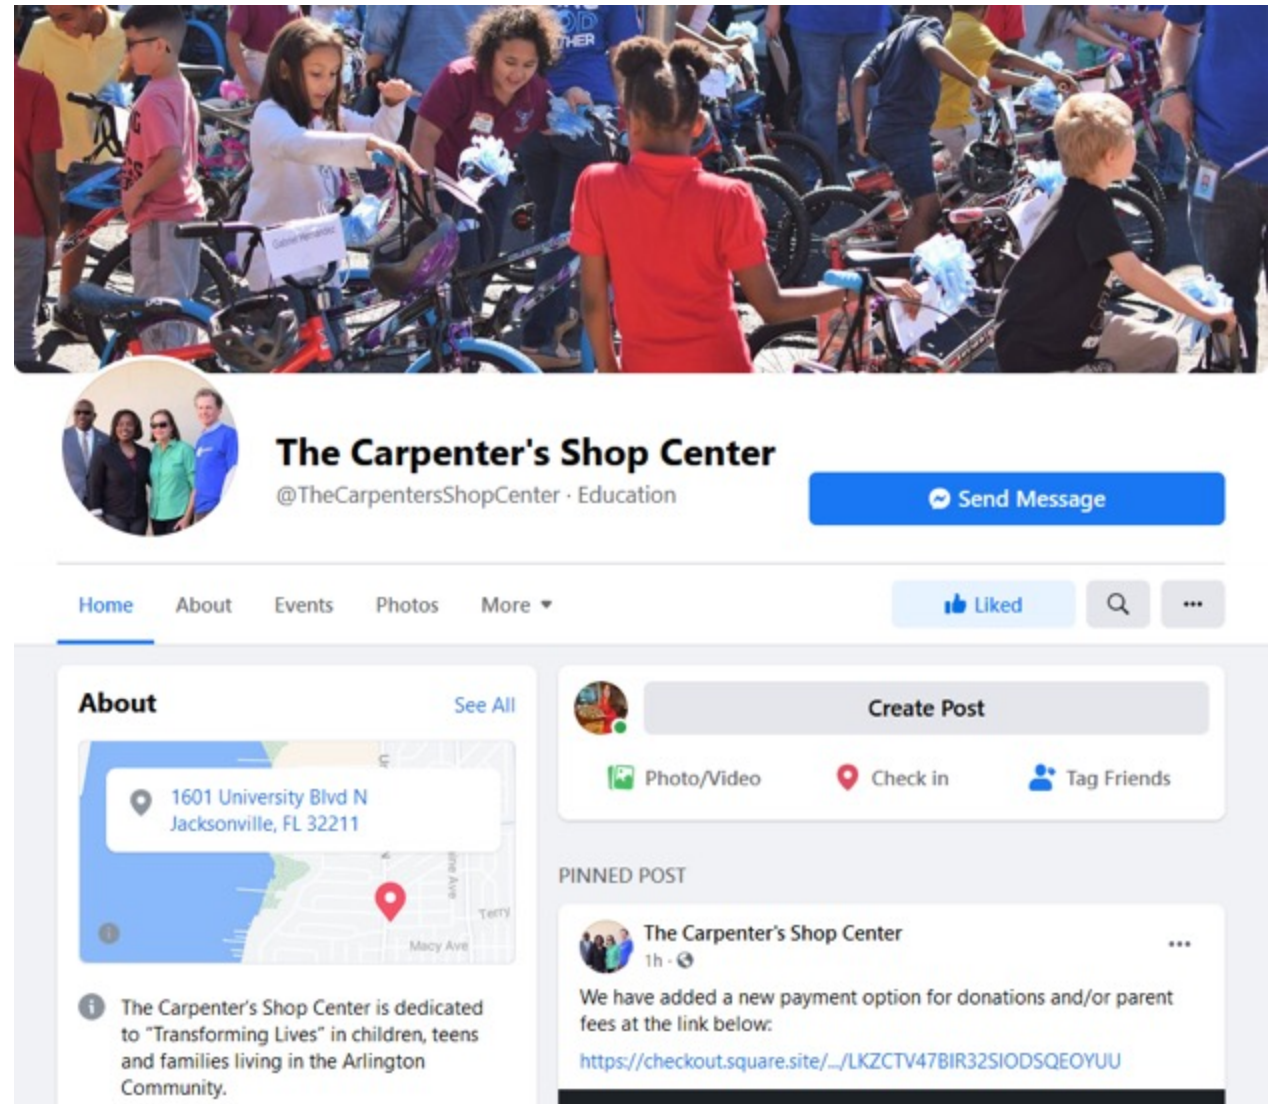 OD
THER
Gabriel Hernandez
The Carpenter's Shop Center
@TheCarpentersShopCenter · Education
Send Message
Home
About
Events
Photos
More
Liked
About
See All
1601 University Blvd N
Jacksonville, FL 32211
Terry
Macy Ave
The Carpenter's Shop Center is dedicated
to "Transforming Lives" in children, teens
and families living in the Arlington
Community.
Create Post
Photo/Video
Check in
Tag Friends
PINNED POST
The Carpenter's Shop Center
1h ·
We have added a new payment option for donations and/or parent
fees at the link below:
https://checkout.square.site/.../LKZCTV47BIR32SIODSQEOYUU